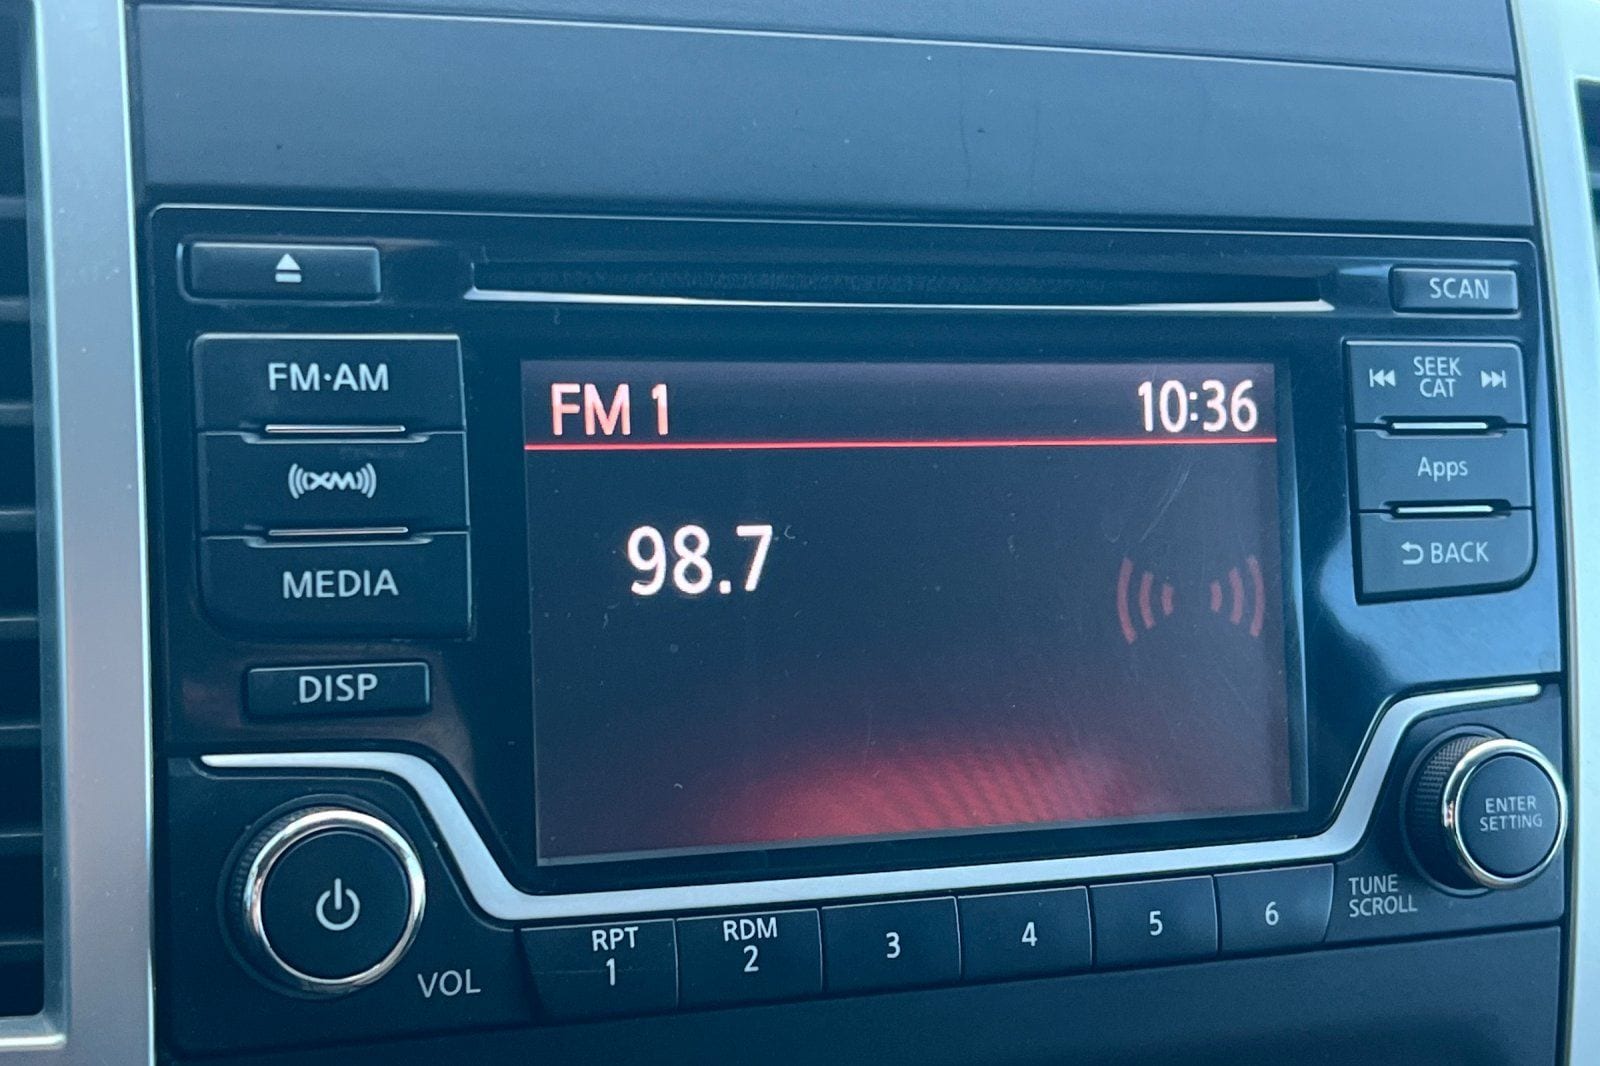 SCAN
FM·AM
SEEK
CAT
FM 1
10:36
XM
Apps
98.7
BACK
MEDIA
DISP
ENTER
SETTING
TUNE
SCROLL
RPT
1
RDM
2
3
4
5
6
VOL